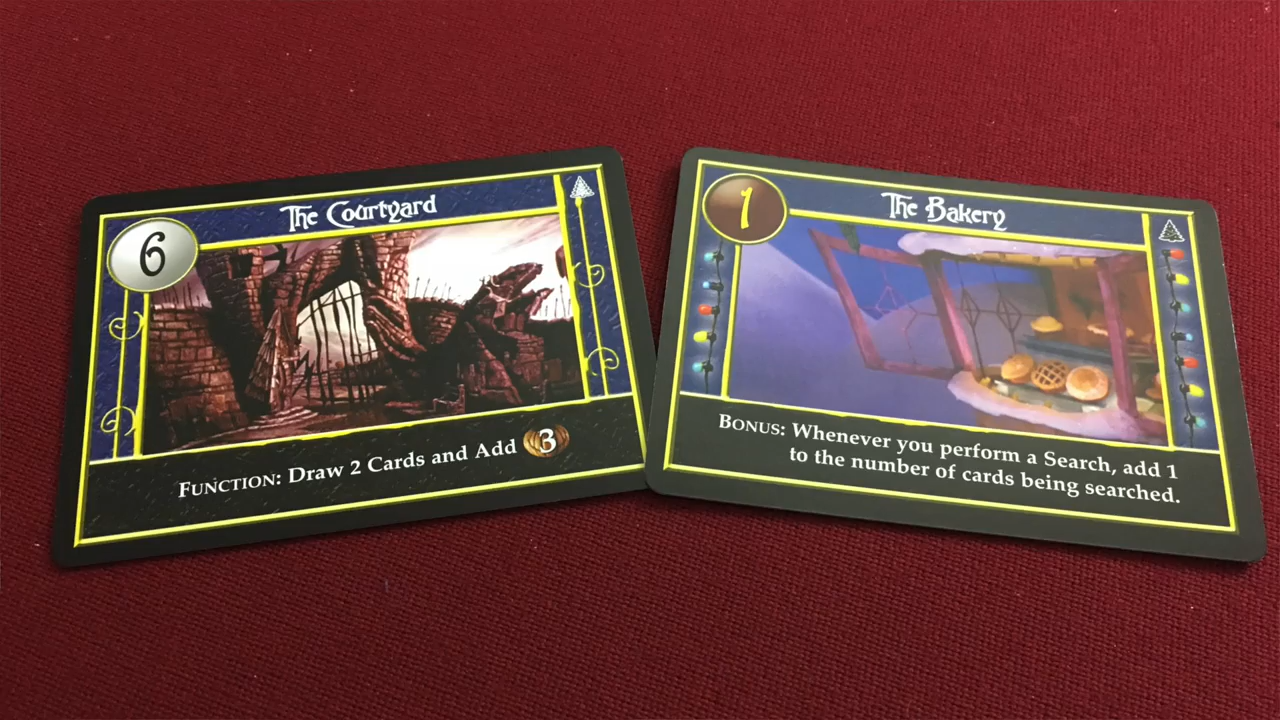 The Courtyard
6
Function: Draw 2 Cards and Add 3
The Bakery
1
Bonus: Whenever you perform a Search, add 1
to the number of cards being searched.